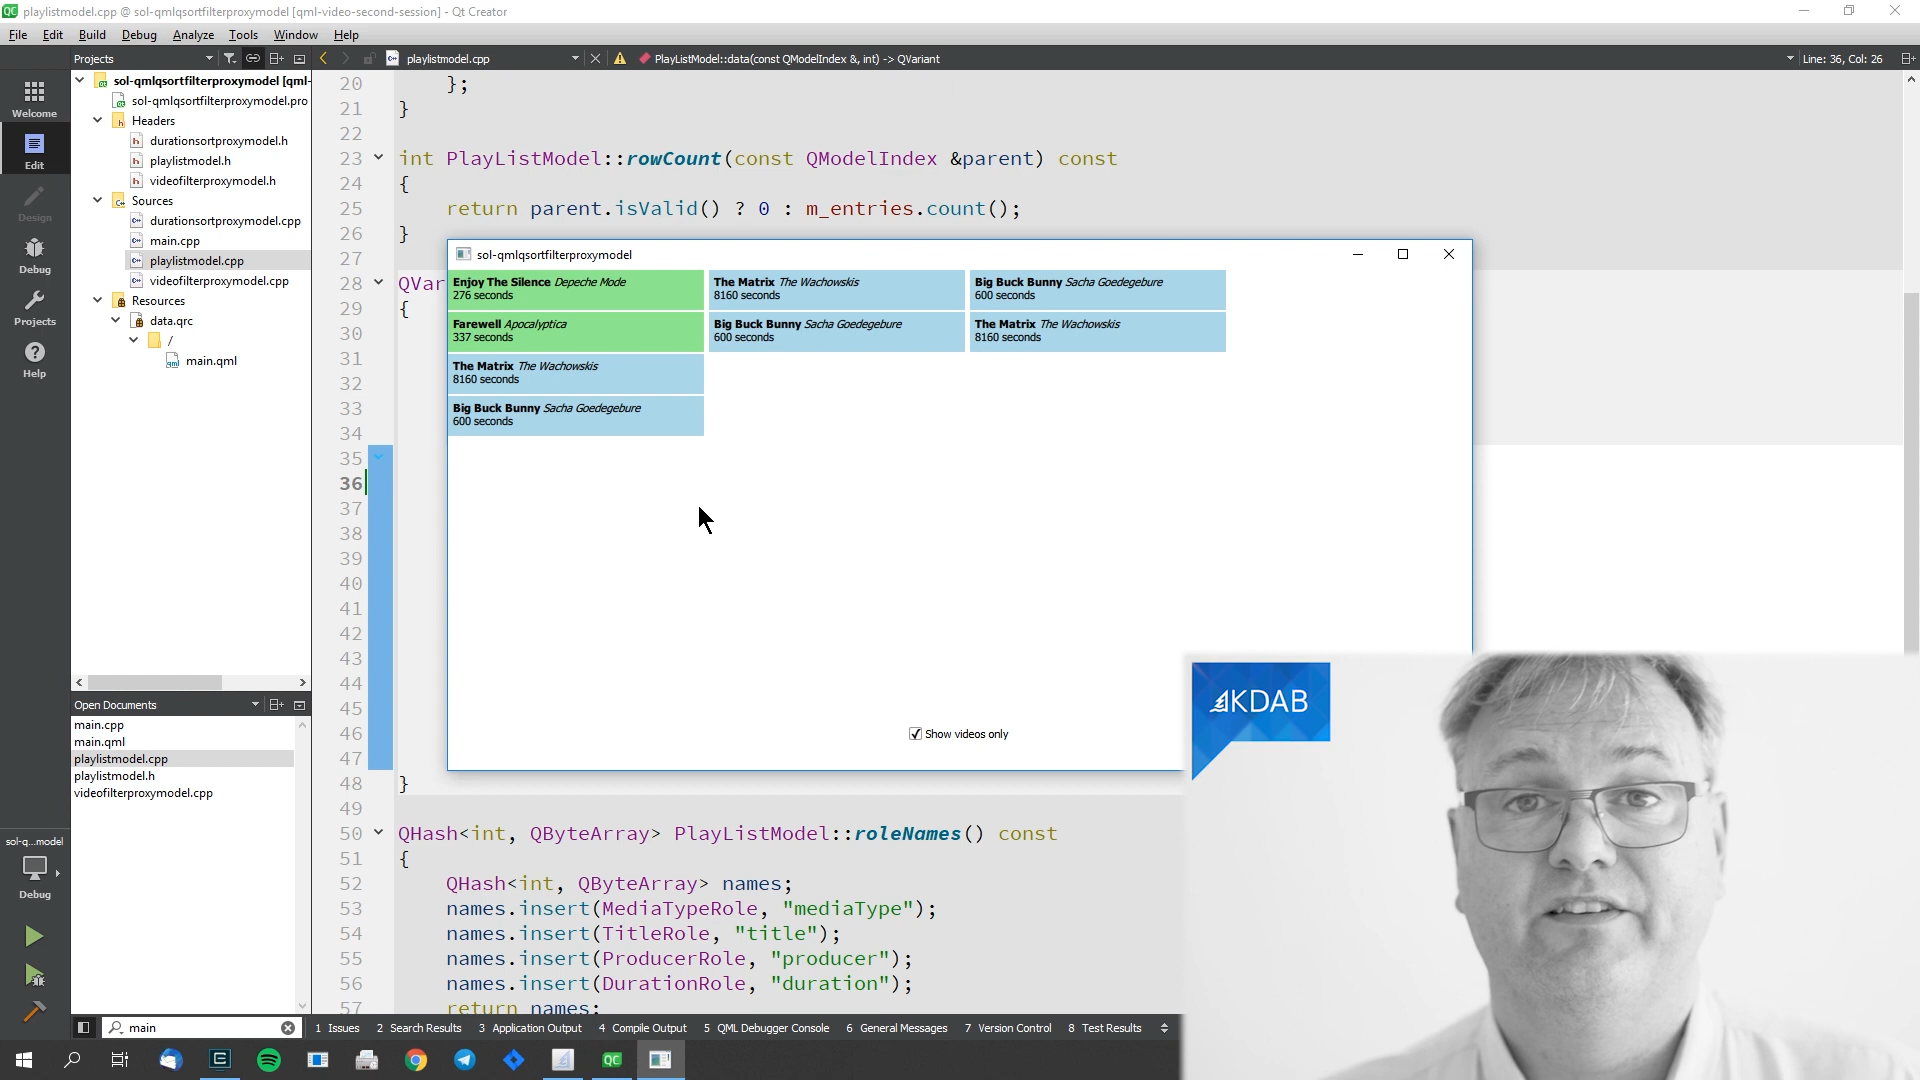 playlistmodel.cpp @ sol-qmlqsortfilterproxymodel [qml-video-second-session] - Qt Creator
File Edit Build Debug Analyze Tools Window Help
Projects
playlistmodel.cpp
PlayListModel::data(const QModelIndex &, int) -> QVariant
Line: 36, Col: 26
Welcome
Edit
Design
Debug
Projects
Help
sol-qmlqsortfilterproxymodel [qml-
sol-qmlqsortfilterproxymodel.pro
Headers
durationsortproxymodel.h
playlistmodel.h
videofilterproxymodel.h
Sources
durationsortproxymodel.cpp
main.cpp
playlistmodel.cpp
videofilterproxymodel.cpp
Resources
data.qrc
/
main.qml
Open Documents
main.cpp
main.qml
playlistmodel.cpp
playlistmodel.h
videofilterproxymodel.cpp
sol-q...model
Debug
20 };
21 }
22
23 int PlayListModel::rowCount(const QModelIndex &parent) const
24 {
25 return parent.isValid() ? 0 : m_entries.count();
26 }
27
28 QVar
29 {
30
31
32
33
34
35
36
37
38
39
40
41
42
43
44
45
46
47
48 }
49
50 QHash<int, QByteArray> PlayListModel::roleNames() const
51 {
52 QHash<int, QByteArray> names;
53 names.insert(MediaTypeRole, "mediaType");
54 names.insert(TitleRole, "title");
55 names.insert(ProducerRole, "producer");
56 names.insert(DurationRole, "duration");
57 return names;
sol-qmlqsortfilterproxymodel
Enjoy The Silence Depeche Mode
276 seconds
Farewell Apocalyptica
337 seconds
The Matrix The Wachowskis
8160 seconds
Big Buck Bunny Sacha Goedegebure
600 seconds
The Matrix The Wachowskis
8160 seconds
Big Buck Bunny Sacha Goedegebure
600 seconds
Big Buck Bunny Sacha Goedegebure
600 seconds
The Matrix The Wachowskis
8160 seconds
Show videos only
KDAB
main
1 Issues 2 Search Results 3 Application Output 4 Compile Output 5 QML Debugger Console 6 General Messages 7 Version Control 8 Test Results